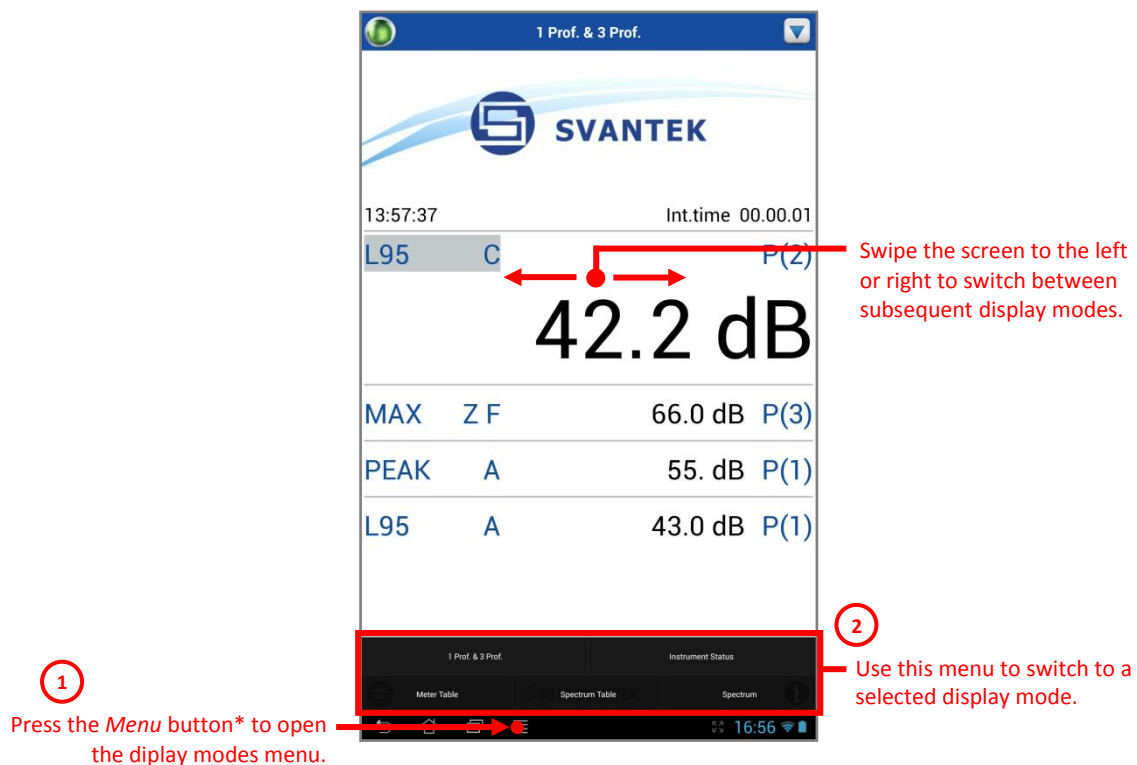 1 Prof. & 3 Prof.
SVANTEK
13:57:37 Int.time 00.00.01
L95 C P(2)
42.2 dB
MAX Z F 66.0 dB P(3)
PEAK A 55. dB P(1)
L95 A 43.0 dB P(1)
Swipe the screen to the left
or right to switch between
subsequent display modes.
1
Press the Menu button* to open
the diplay modes menu.
2
Use this menu to switch to a
selected display mode.
1 Prof. & 3 Prof. Instrument Status
Meter Table Spectrum Table Spectrum
16:56